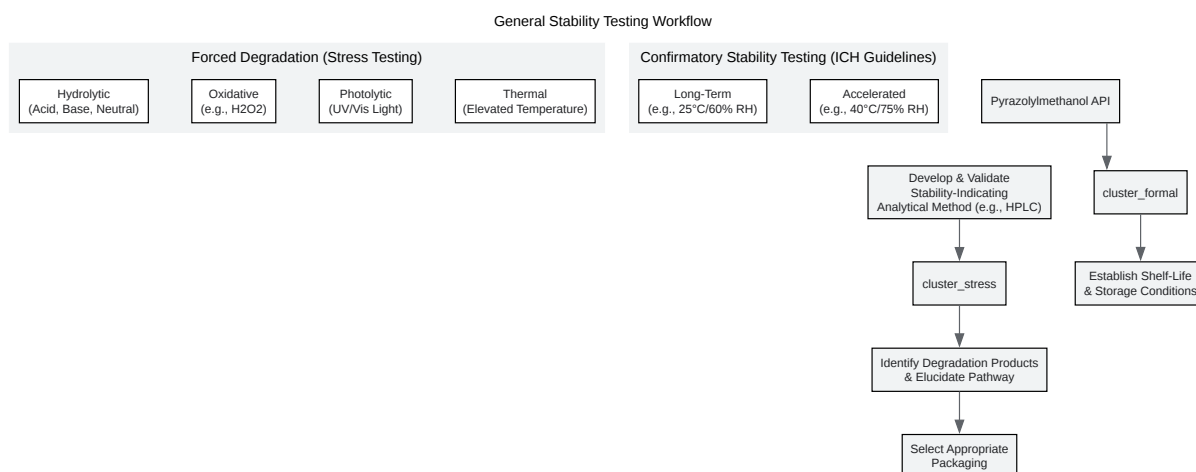 General Stability Testing Workflow
Forced Degradation (Stress Testing)
Hydrolytic
(Acid, Base, Neutral)
Oxidative
(e.g., H2O2)
Photolytic
(UV/Vis Light)
Thermal
(Elevated Temperature)
Confirmatory Stability Testing (ICH Guidelines)
Long-Term
(e.g., 25°C/60% RH)
Accelerated
(e.g., 40°C/75% RH)
Pyrazolylmethanol API
Develop & Validate
Stability-Indicating
Analytical Method (e.g., HPLC)
cluster_formal
cluster_stress
Establish Shelf-Life
& Storage Conditions
Identify Degradation Products
& Elucidate Pathway
Select Appropriate
Packaging